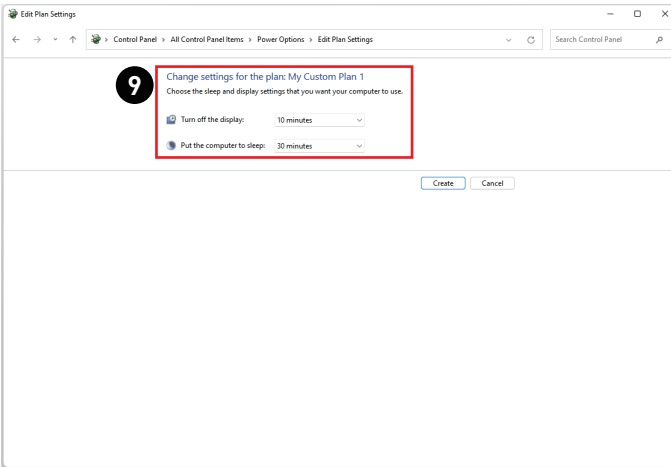 Edit Plan Settings
Control Panel > All Control Panel Items > Power Options > Edit Plan Settings
Search Control Panel
9
Change settings for the plan: My Custom Plan 1
Choose the sleep and display settings that you want your computer to use.
Turn off the display: 10 minutes
Put the computer to sleep: 30 minutes
Create Cancel